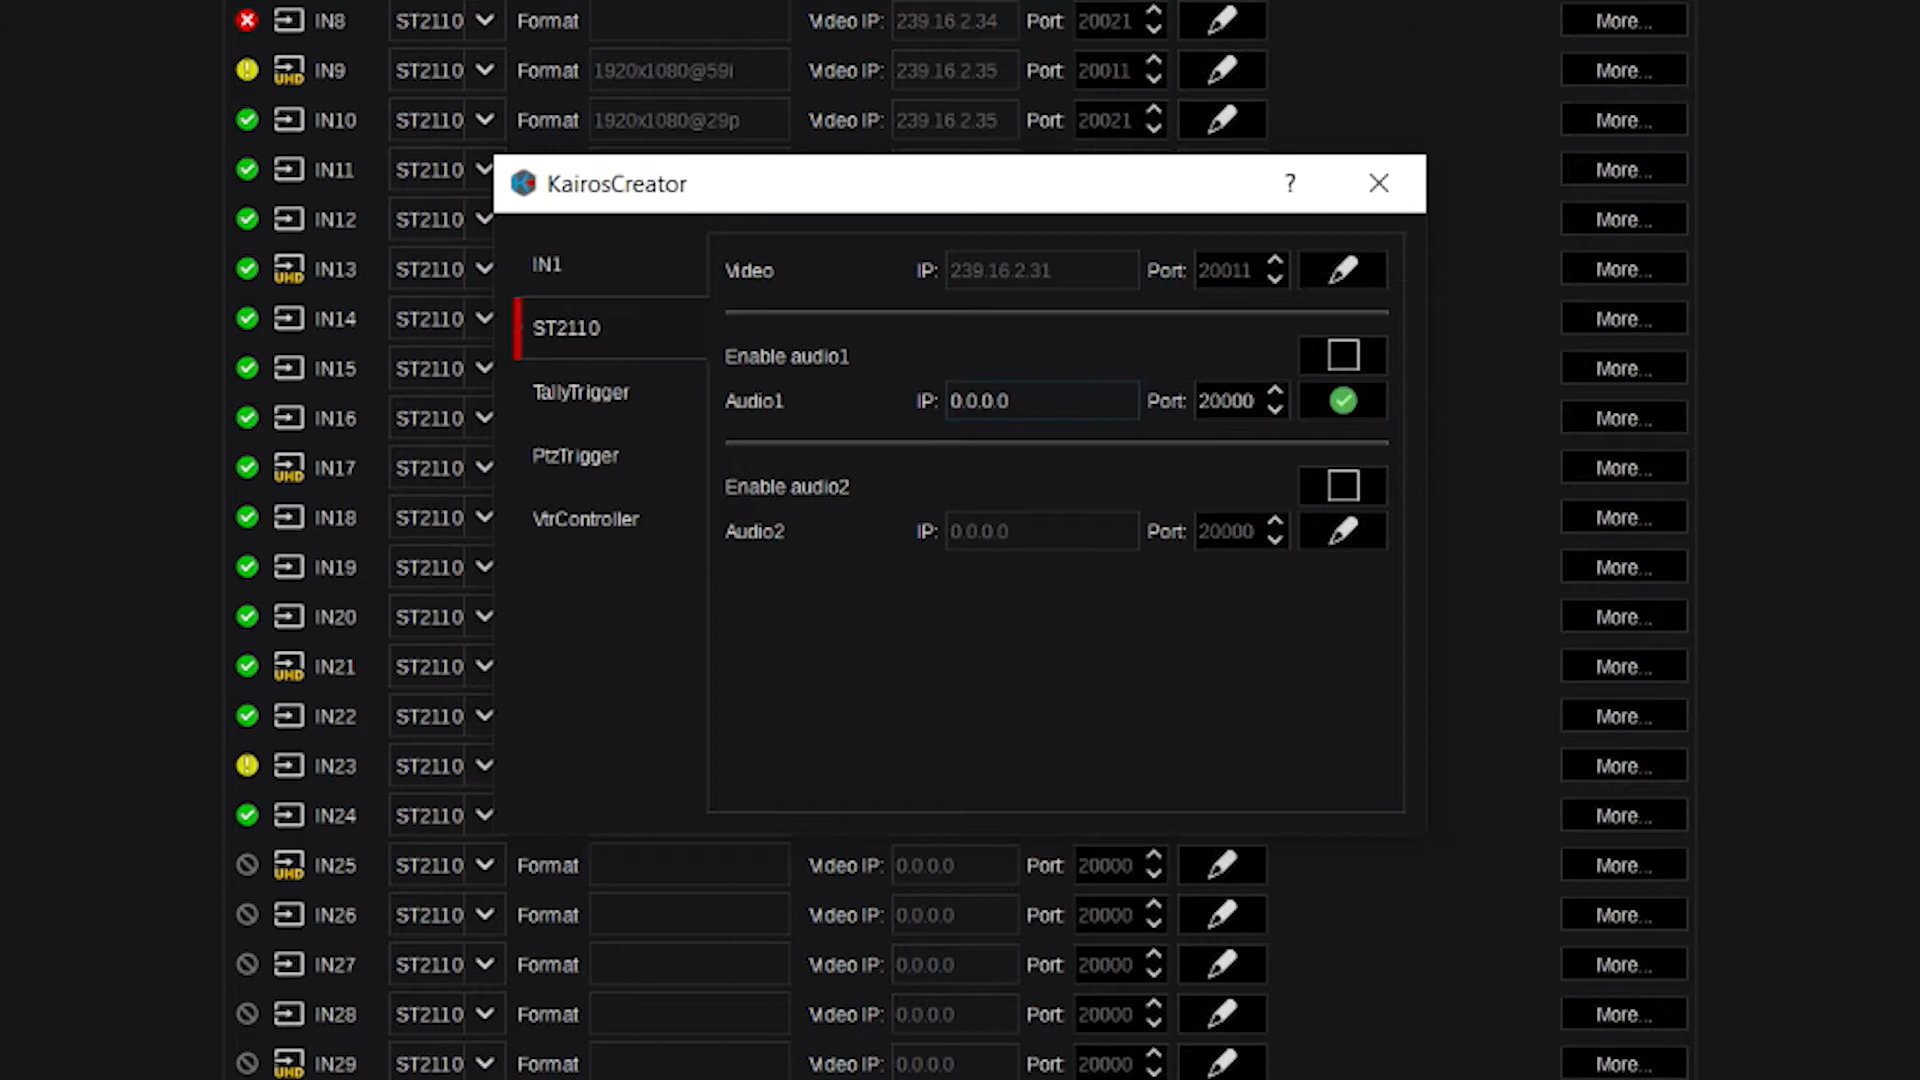 IN8 ST2110 Format Video IP: 239.16.2.34 Port: 20021 More...
IN9 ST2110 Format 1920x1080@59i Video IP: 239.16.2.35 Port: 20011 More...
IN10 ST2110 Format 1920x1080@29p Video IP: 239.16.2.35 Port: 20021 More...
IN11 ST2110 More...
KairosCreator ?
IN12 ST2110 More...
IN1
Video IP: 239.16.2.31 Port: 20011
IN13 ST2110 More...
IN14 ST2110 More...
ST2110
Enable audio1
IN15 ST2110 More...
TallyTrigger
Audio1 IP: 0.0.0.0 Port: 20000
IN16 ST2110 More...
PtzTrigger
IN17 ST2110 More...
Enable audio2
IN18 ST2110 More...
VtrController
Audio2 IP: 0.0.0.0 Port: 20000
IN19 ST2110 More...
IN20 ST2110 More...
IN21 ST2110 More...
IN22 ST2110 More...
IN23 ST2110 More...
IN24 ST2110 More...
IN25 ST2110 Format Video IP: 0.0.0.0 Port: 20000 More...
IN26 ST2110 Format Video IP: 0.0.0.0 Port: 20000 More...
IN27 ST2110 Format Video IP: 0.0.0.0 Port: 20000 More...
IN28 ST2110 Format Video IP: 0.0.0.0 Port: 20000 More...
IN29 ST2110 Format Video IP: 0.0.0.0 Port: 20000 More...
UHD
UHD
UHD
UHD
UHD
UHD